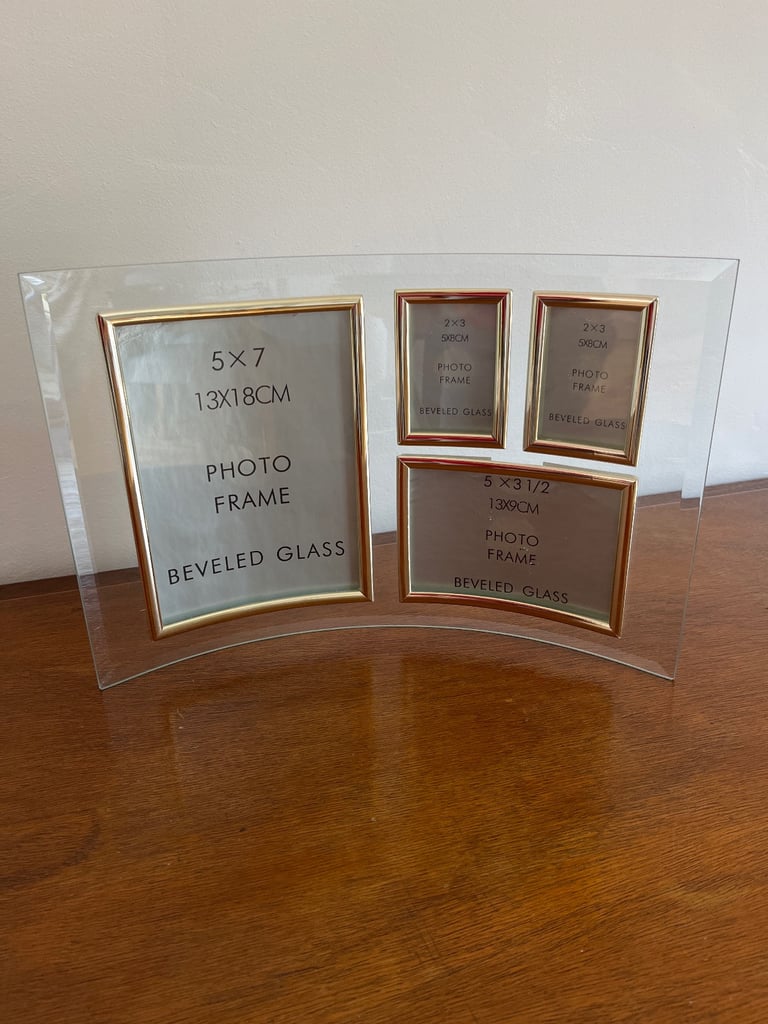 5×7
13X18CM
PHOTO
FRAME
BEVELED GLASS
2×3
5X8CM
PHOTO
FRAME
BEVELED GLASS
2×3
5X8CM
PHOTO
FRAME
BEVELED GLASS
5 ×3 1/2
13X9CM
PHOTO
FRAME
BEVELED GLASS